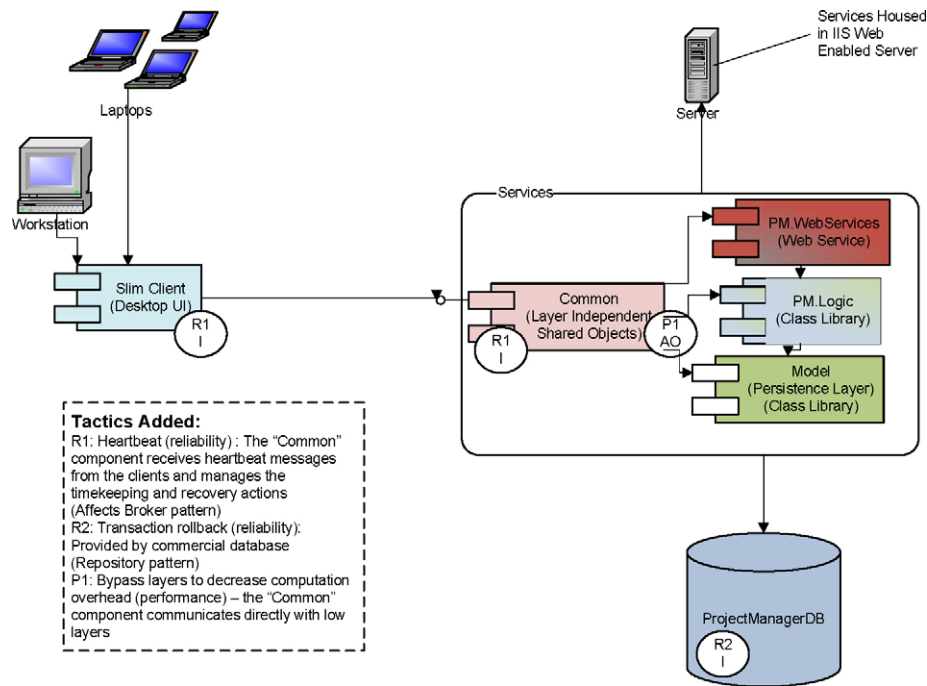 Services Housed
in IIS Web
Enabled Server
Laptops
Server
Workstation
Services
PM.WebServices
(Web Service)
Slim Client
(Desktop UI)
R1
I
Common
(Layer Independent
Shared Objects)
R1
I
P1
AO
PM.Logic
(Class Library)
Model
(Persistence Layer)
(Class Library)
Tactics Added:
R1: Heartbeat (reliability) : The “Common”
component receives heartbeat messages
from the clients and manages the
timekeeping and recovery actions
(Affects Broker pattern)
R2: Transaction rollback (reliability):
Provided by commercial database
(Repository pattern)
P1: Bypass layers to decrease computation
overhead (performance) – the “Common”
component communicates directly with low
layers
ProjectManagerDB
R2
I